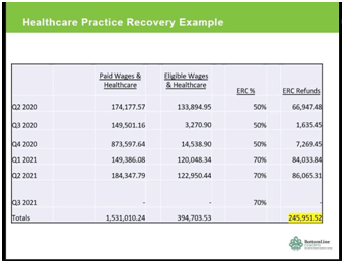 Healthcare Practice Recovery Example
Paid Wages & Healthcare Eligible Wages & Healthcare ERC % ERC Refunds
Q2 2020 174,177.57 133,894.95 50% 66,947.48
Q3 2020 149,501.16 3,270.90 50% 1,635.45
Q4 2020 873,597.64 14,538.90 50% 7,269.45
Q1 2021 149,386.08 120,048.34 70% 84,033.84
Q2 2021 184,347.79 122,950.44 70% 86,065.31
Q3 2021 - - 70% -
Totals 1,531,010.24 394,703.53 245,951.52
Bottomline